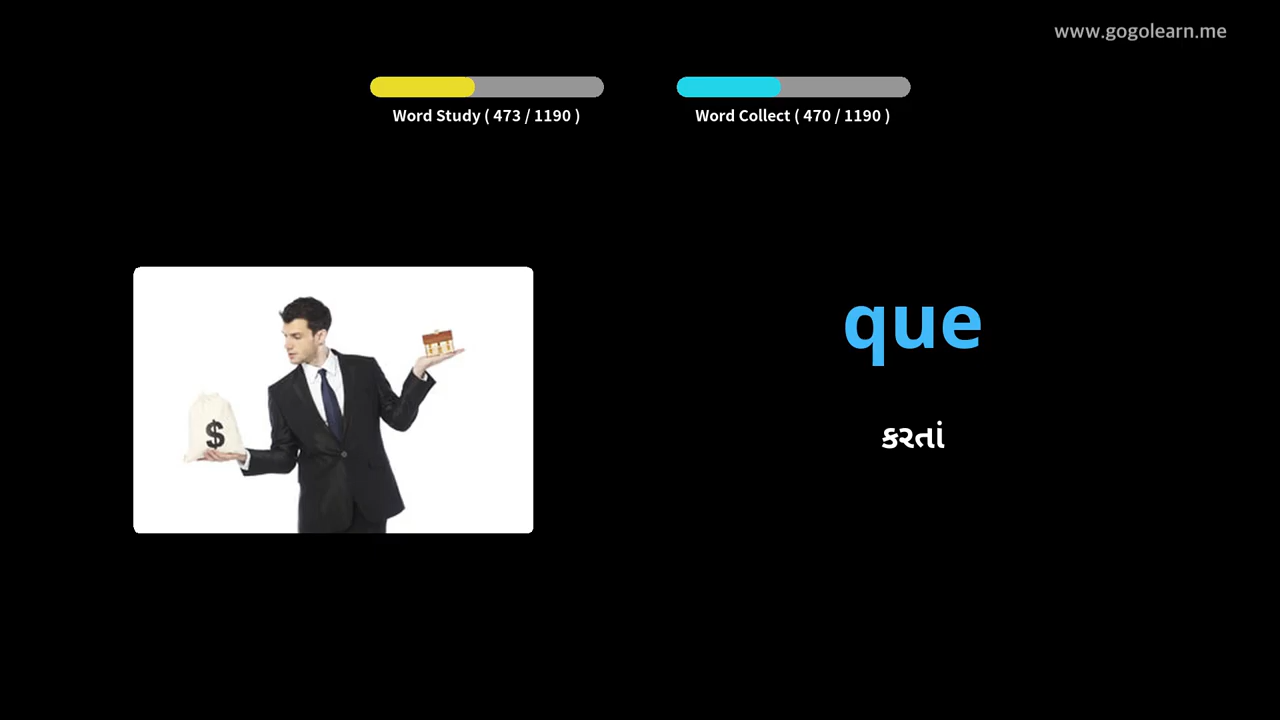 www.gogolearn.me
Word Study ( 473 / 1190 )
Word Collect ( 470 / 1190 )
$
que
કરતાં